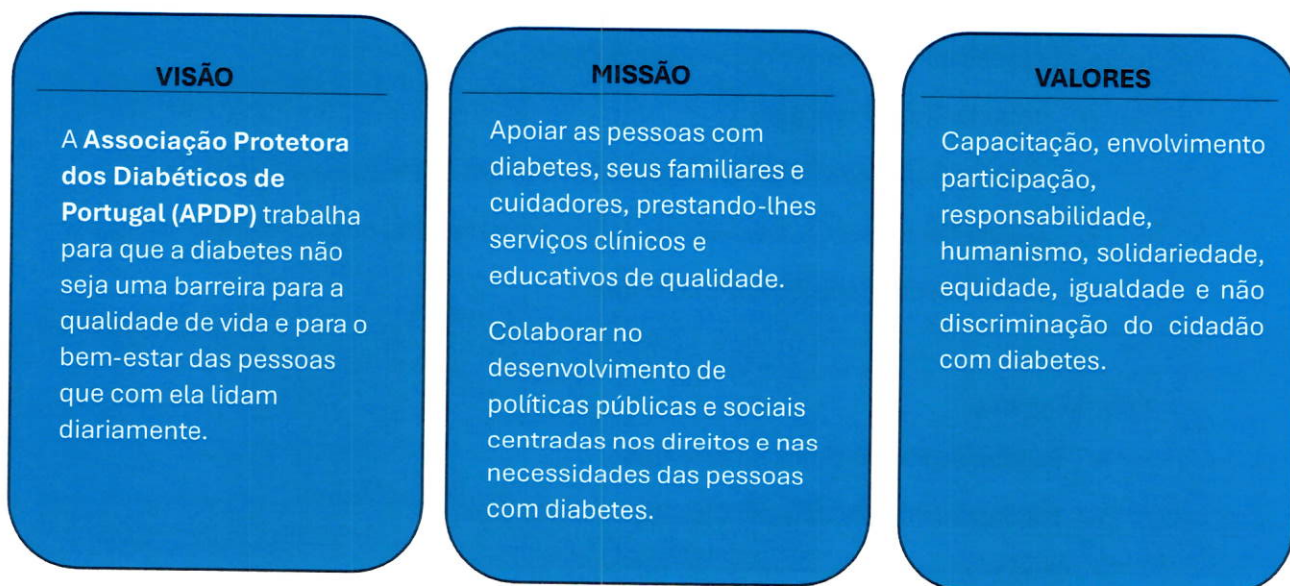 VISÃO
A Associação Protetora
dos Diabéticos de
Portugal (APDP) trabalha
para que a diabetes não
seja uma barreira para a
qualidade de vida e para o
bem-estar das pessoas
que com ela lidam
diariamente.
MISSÃO
Apoiar as pessoas com
diabetes, seus familiares e
cuidadores, prestando-lhes
serviços clínicos e
educativos de qualidade.
Colaborar no
desenvolvimento de
políticas públicas e sociais
centradas nos direitos e nas
necessidades das pessoas
com diabetes.
VALORES
Capacitação, envolvimento
participação,
responsabilidade,
humanismo, solidariedade,
equidade, igualdade e não
discriminação do cidadão
com diabetes.